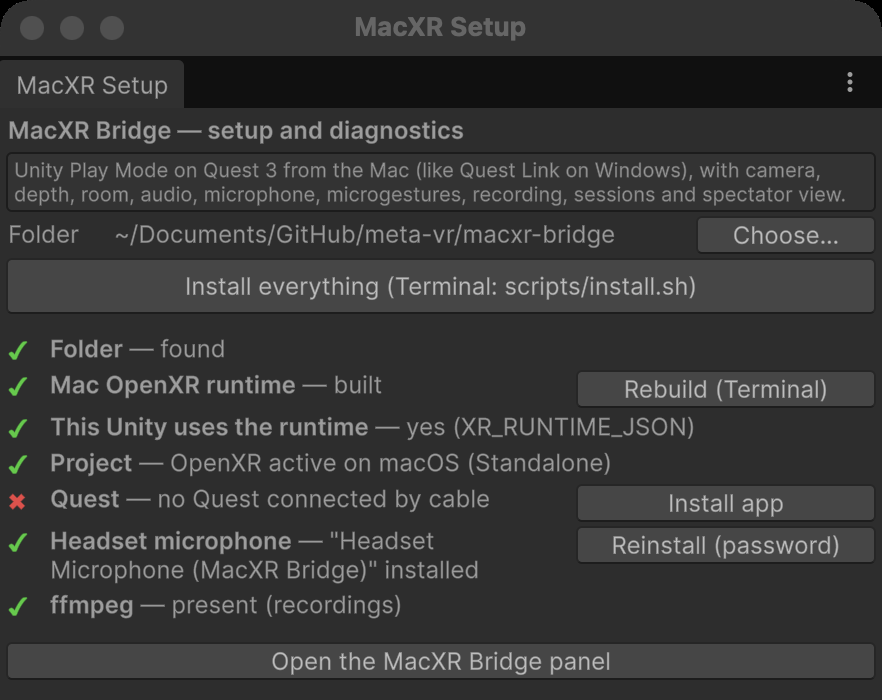 MacXR Setup
MacXR Setup
MacXR Bridge — setup and diagnostics
Unity Play Mode on Quest 3 from the Mac (like Quest Link on Windows), with camera,
depth, room, audio, microphone, microgestures, recording, sessions and spectator view.
Folder ~/Documents/GitHub/meta-vr/macxr-bridge Choose...
Install everything (Terminal: scripts/install.sh)
✓ Folder — found
✓ Mac OpenXR runtime — built Rebuild (Terminal)
✓ This Unity uses the runtime — yes (XR_RUNTIME_JSON)
✓ Project — OpenXR active on macOS (Standalone)
✖ Quest — no Quest connected by cable Install app
✓ Headset microphone — "Headset Reinstall (password)
Microphone (MacXR Bridge)" installed
✓ ffmpeg — present (recordings)
Open the MacXR Bridge panel